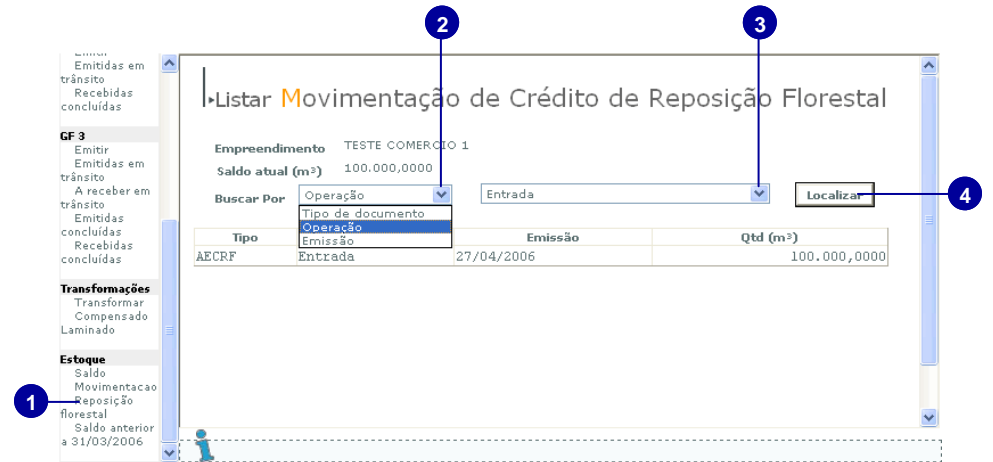 2
3
Emitir
Emitidas em
trânsito
Recebidas
concluídas
GF 3
Emitir
Emitidas em
trânsito
A receber em
trânsito
Emitidas
concluídas
Recebidas
concluídas
Transformações
Transformar
Compensado
Laminado
Estoque
Saldo
Movimentacao
Reposição
florestal
Saldo anterior
a 31/03/2006
1
Listar Movimentação de Crédito de Reposição Florestal
Empreendimento TESTE COMERCIO 1
Saldo atual (m³) 100.000,0000
Buscar Por Operação Entrada Localizar
4
Tipo de documento
Operação
Emissão
Tipo Emissão Qtd (m³)
AECRF Entrada 27/04/2006 100.000,0000